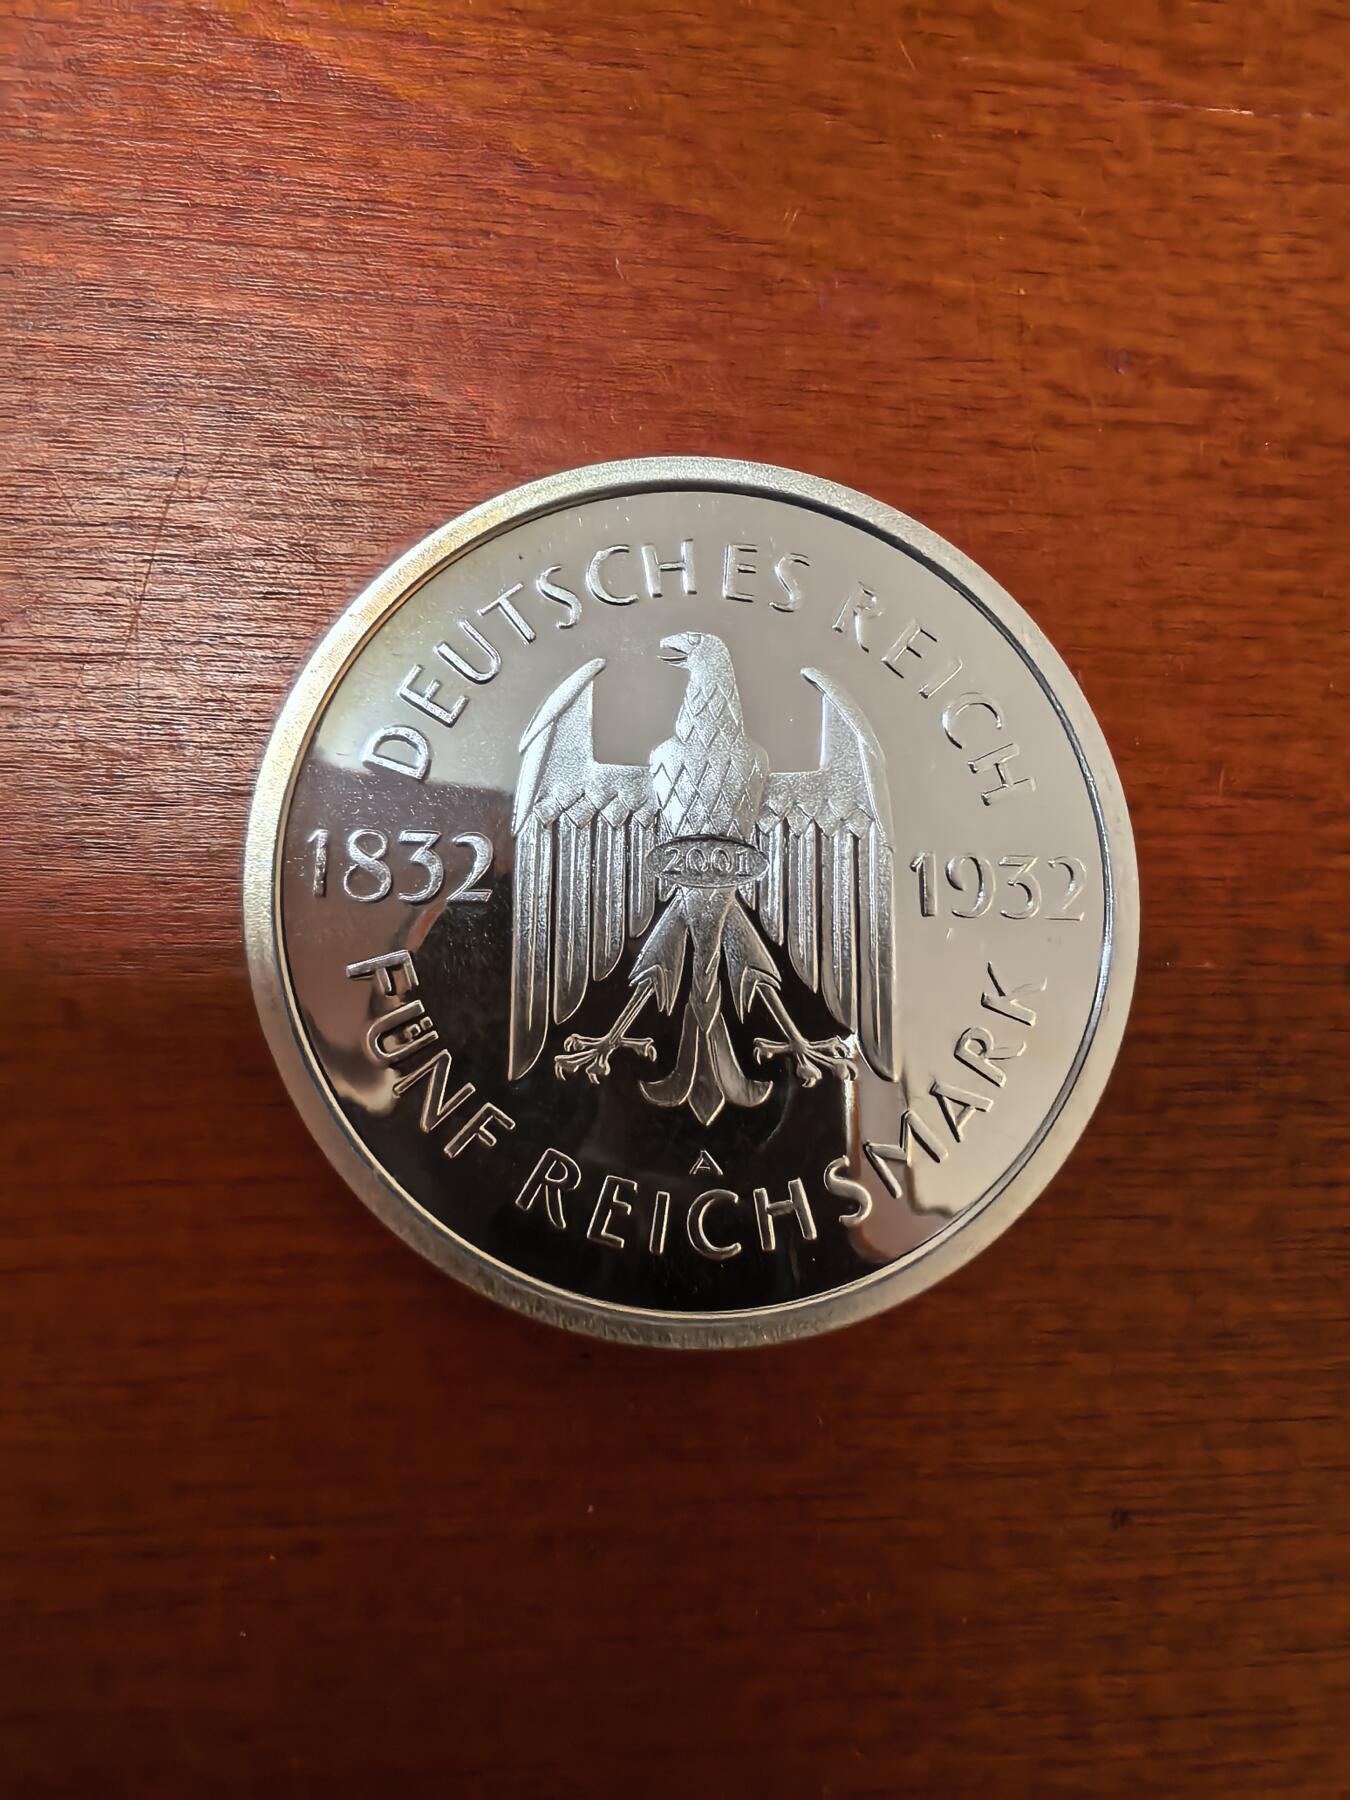 DEUTSCHES REICH
1832 2001 1932
A
FÜNF REICHSMARK